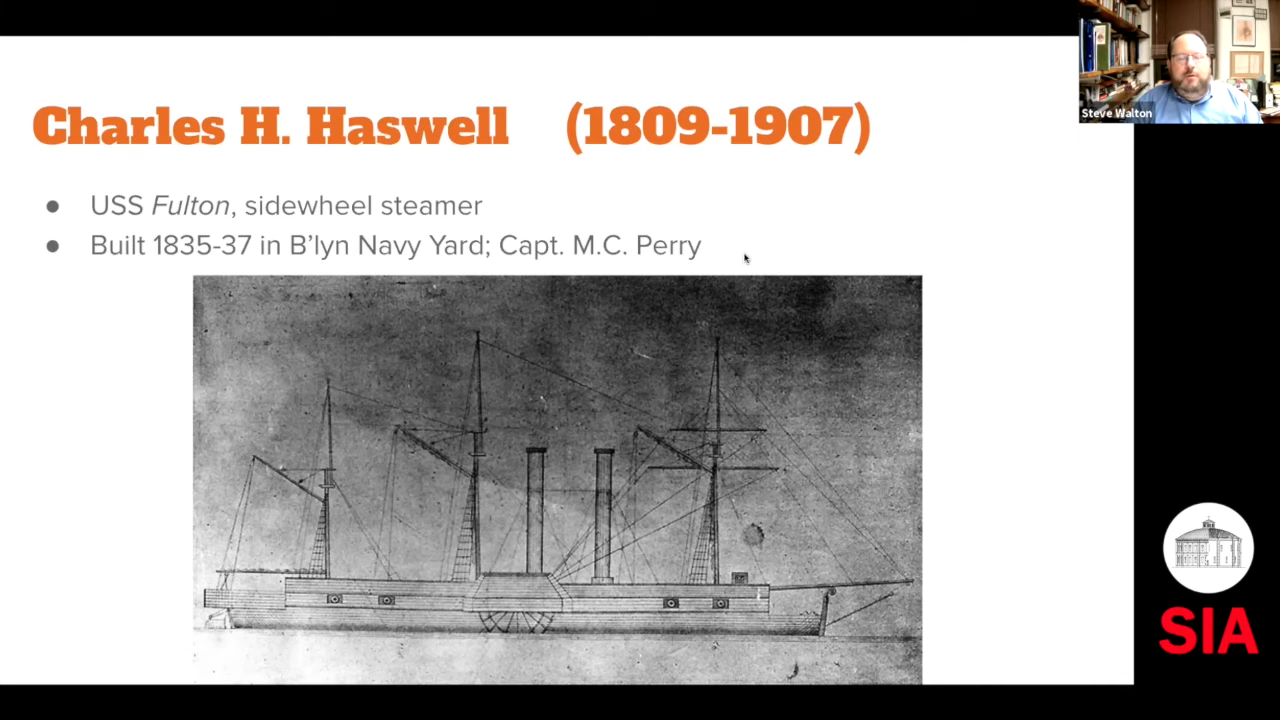 Charles H. Haswell (1809-1907)
● USS Fulton, sidewheel steamer
● Built 1835-37 in B’lyn Navy Yard; Capt. M.C. Perry
Steve Walton
SIA